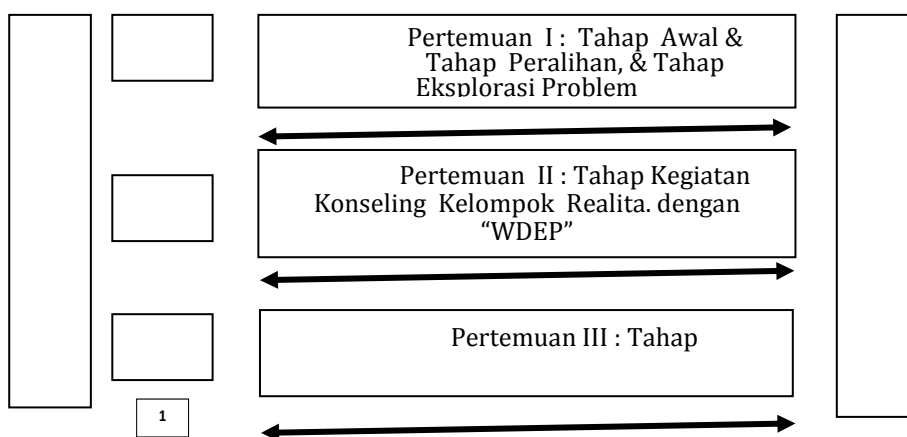 Pertemuan I : Tahap Awal &
Tahap Peralihan, & Tahap
Eksplorasi Problem
Pertemuan II : Tahap Kegiatan
Konseling Kelompok Realita. dengan
“WDEP”
Pertemuan III : Tahap
1